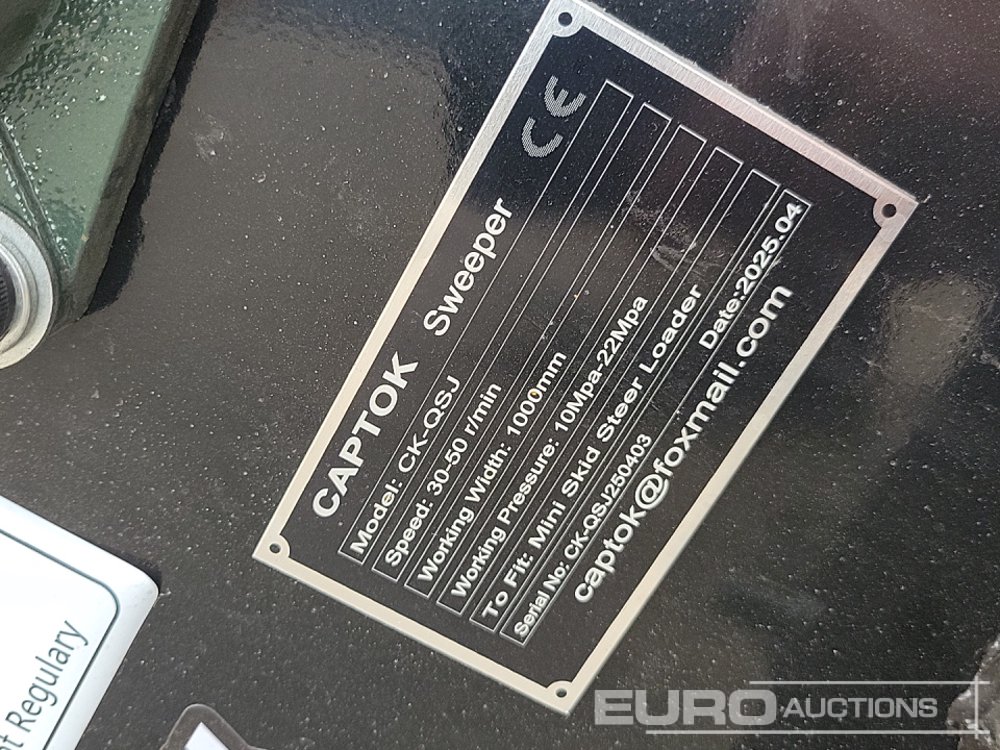 CAPTOK Sweeper CE
Model: CK-QSJ
Speed: 30-50 r/min
Working Width: 1000mm
Working Pressure: 10Mpa-22Mpa
To Fit: Mini Skid Steer Loader
Serial No: CK-QSJ250403 Date:2025.04
captok@foxmail.com
Regulary
EURO AUCTIONS